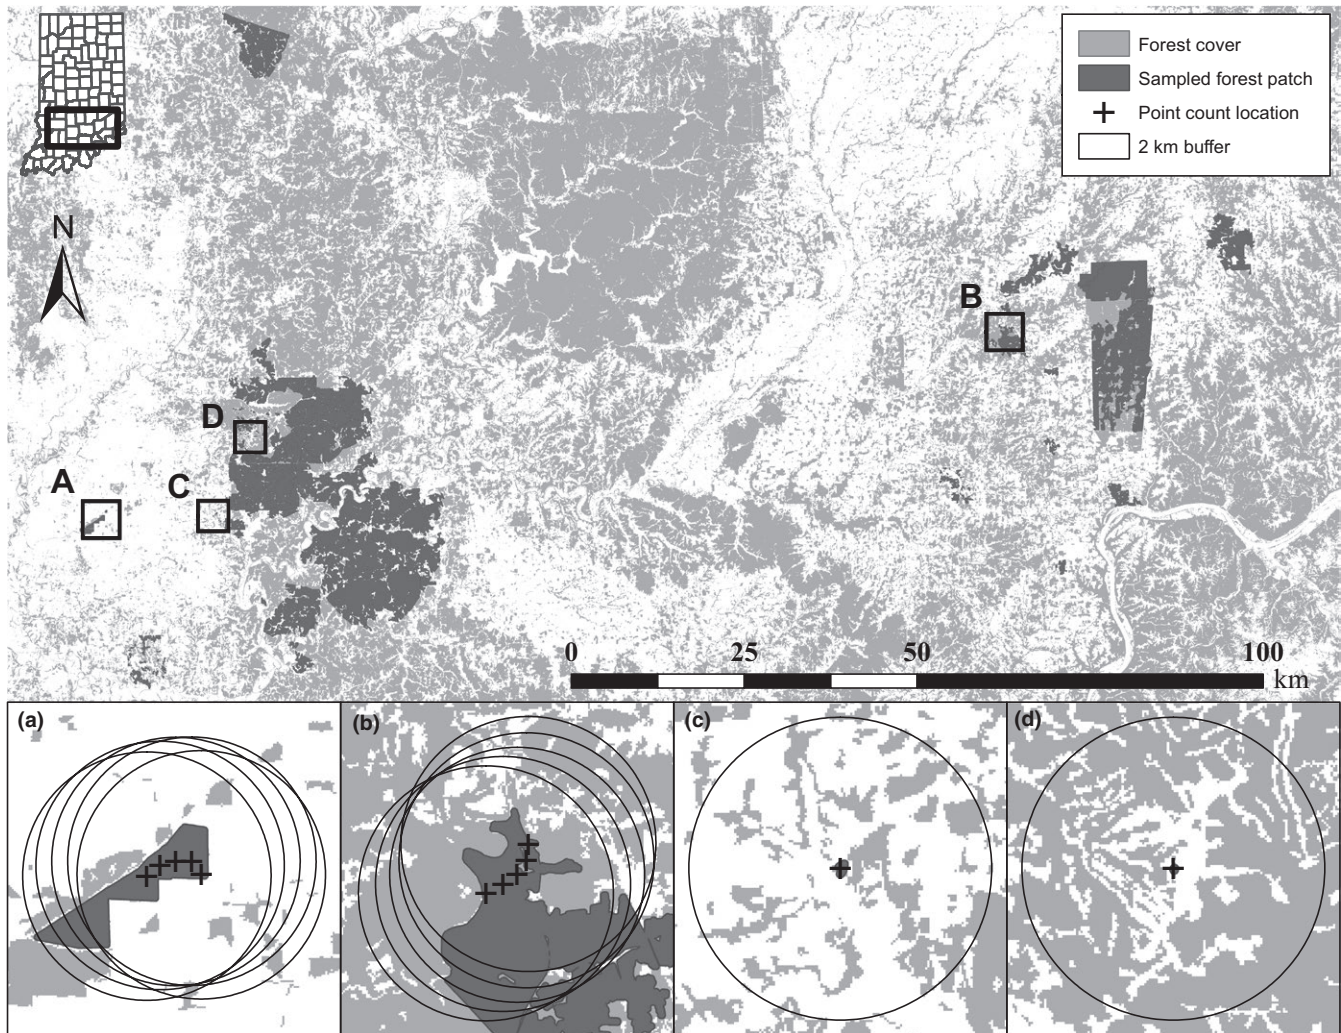 Forest cover
Sampled forest patch
Point count location
2 km buffer
N
B
D
A
C
0 25 50 100
km
(a) (b) (c) (d)